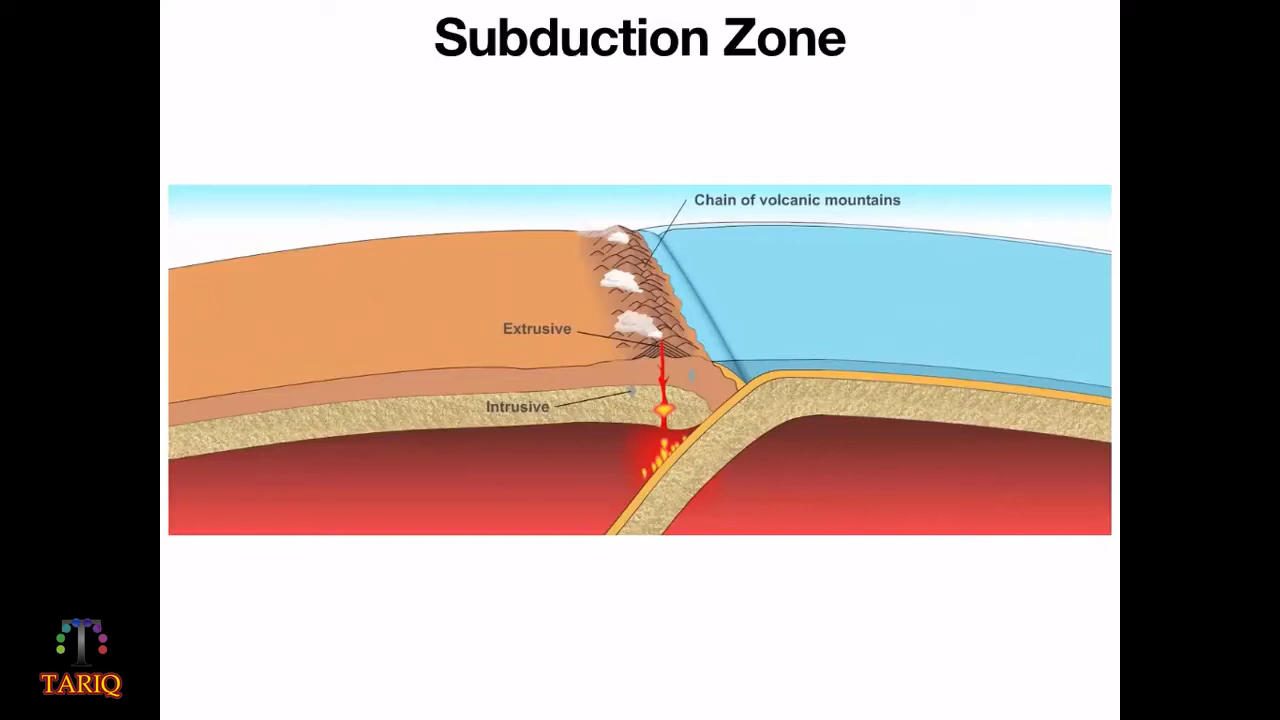 Subduction Zone
Chain of volcanic mountains
Extrusive
Intrusive
T
TARIQ